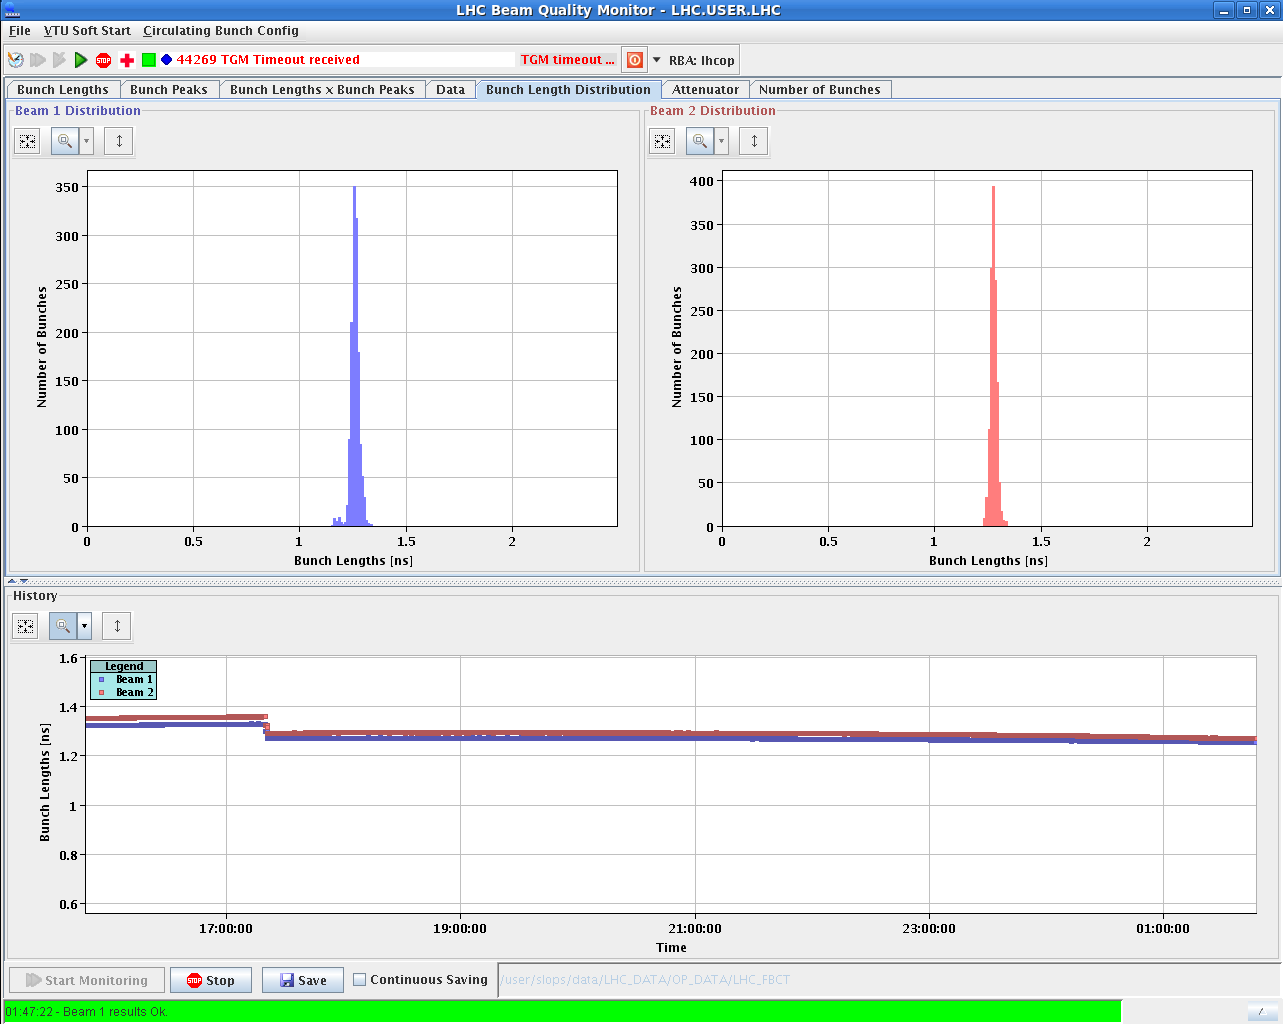 LHC Beam Quality Monitor - LHC.USER.LHC
File VTU Soft Start Circulating Bunch Config
STOP 44269 TGM Timeout received TGM timeout ... RBA: lhcop
Bunch Lengths Bunch Peaks Bunch Lengths x Bunch Peaks Data Bunch Length Distribution Attenuator Number of Bunches
Beam 1 Distribution
350
300
250
200
150
100
50
0
Number of Bunches
0 0.5 1 1.5 2
Bunch Lengths [ns]
Beam 2 Distribution
400
350
300
250
200
150
100
50
0
Number of Bunches
0 0.5 1 1.5 2
Bunch Lengths [ns]
History
1.6
1.4
1.2
1
0.8
0.6
Bunch Lengths [ns]
Legend
Beam 1
Beam 2
17:00:00 19:00:00 21:00:00 23:00:00 01:00:00
Time
Start Monitoring STOP Stop Save Continuous Saving /user/slops/data/LHC_DATA/OP_DATA/LHC_FBCT
01:47:22 - Beam 1 results Ok.